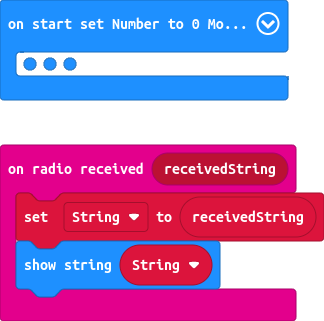 on start set Number to 0 Mo...
on radio received receivedString
set String to receivedString
show string String